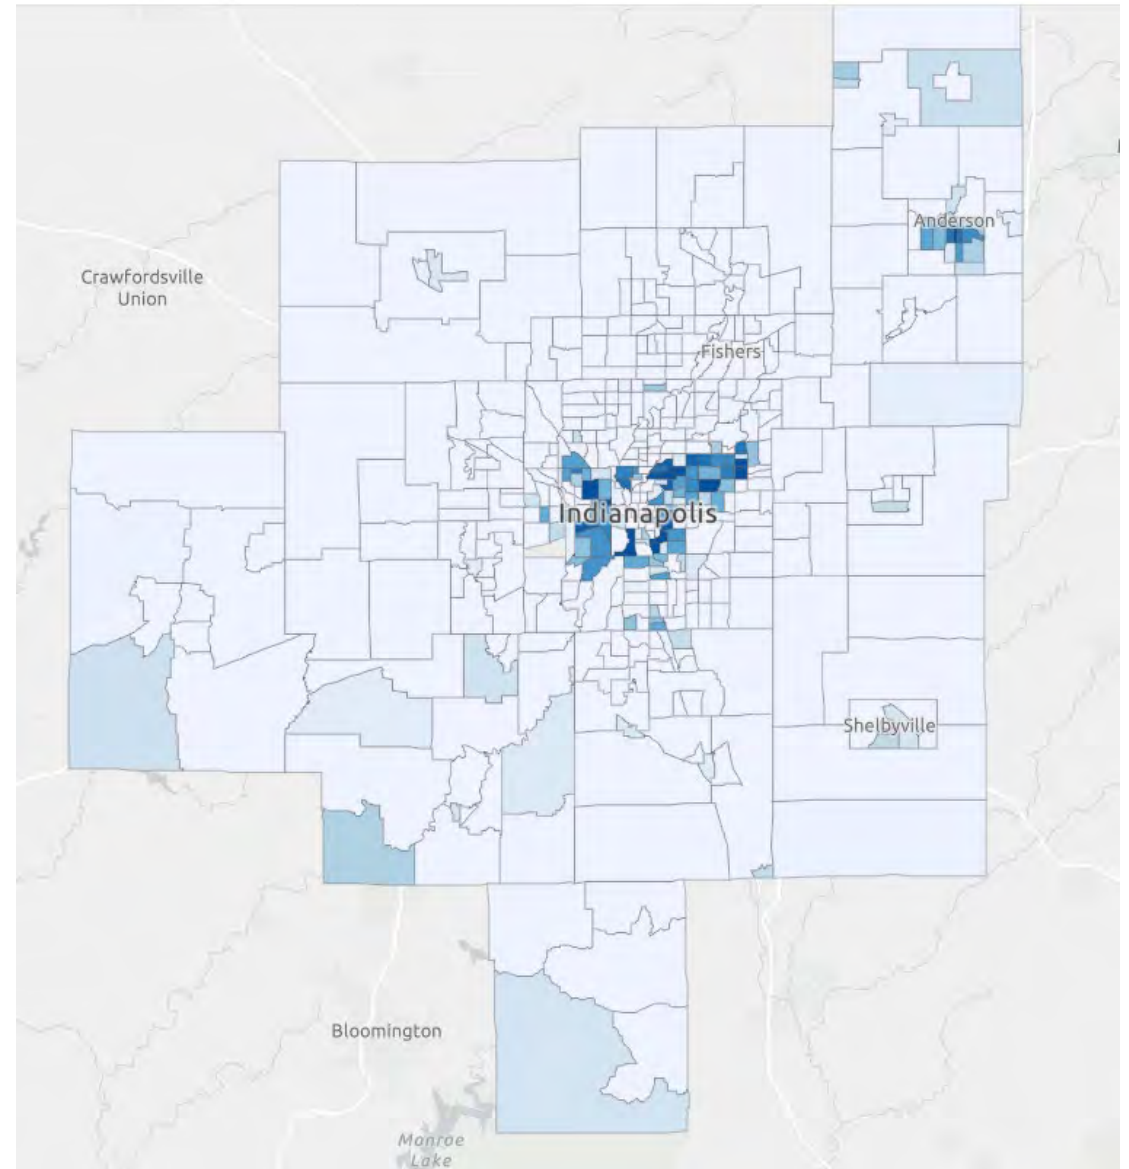 Anderson
Crawfordsville
Union
Fishers
Indianapolis
Shelbyville
Bloomington
Monroe
Lake